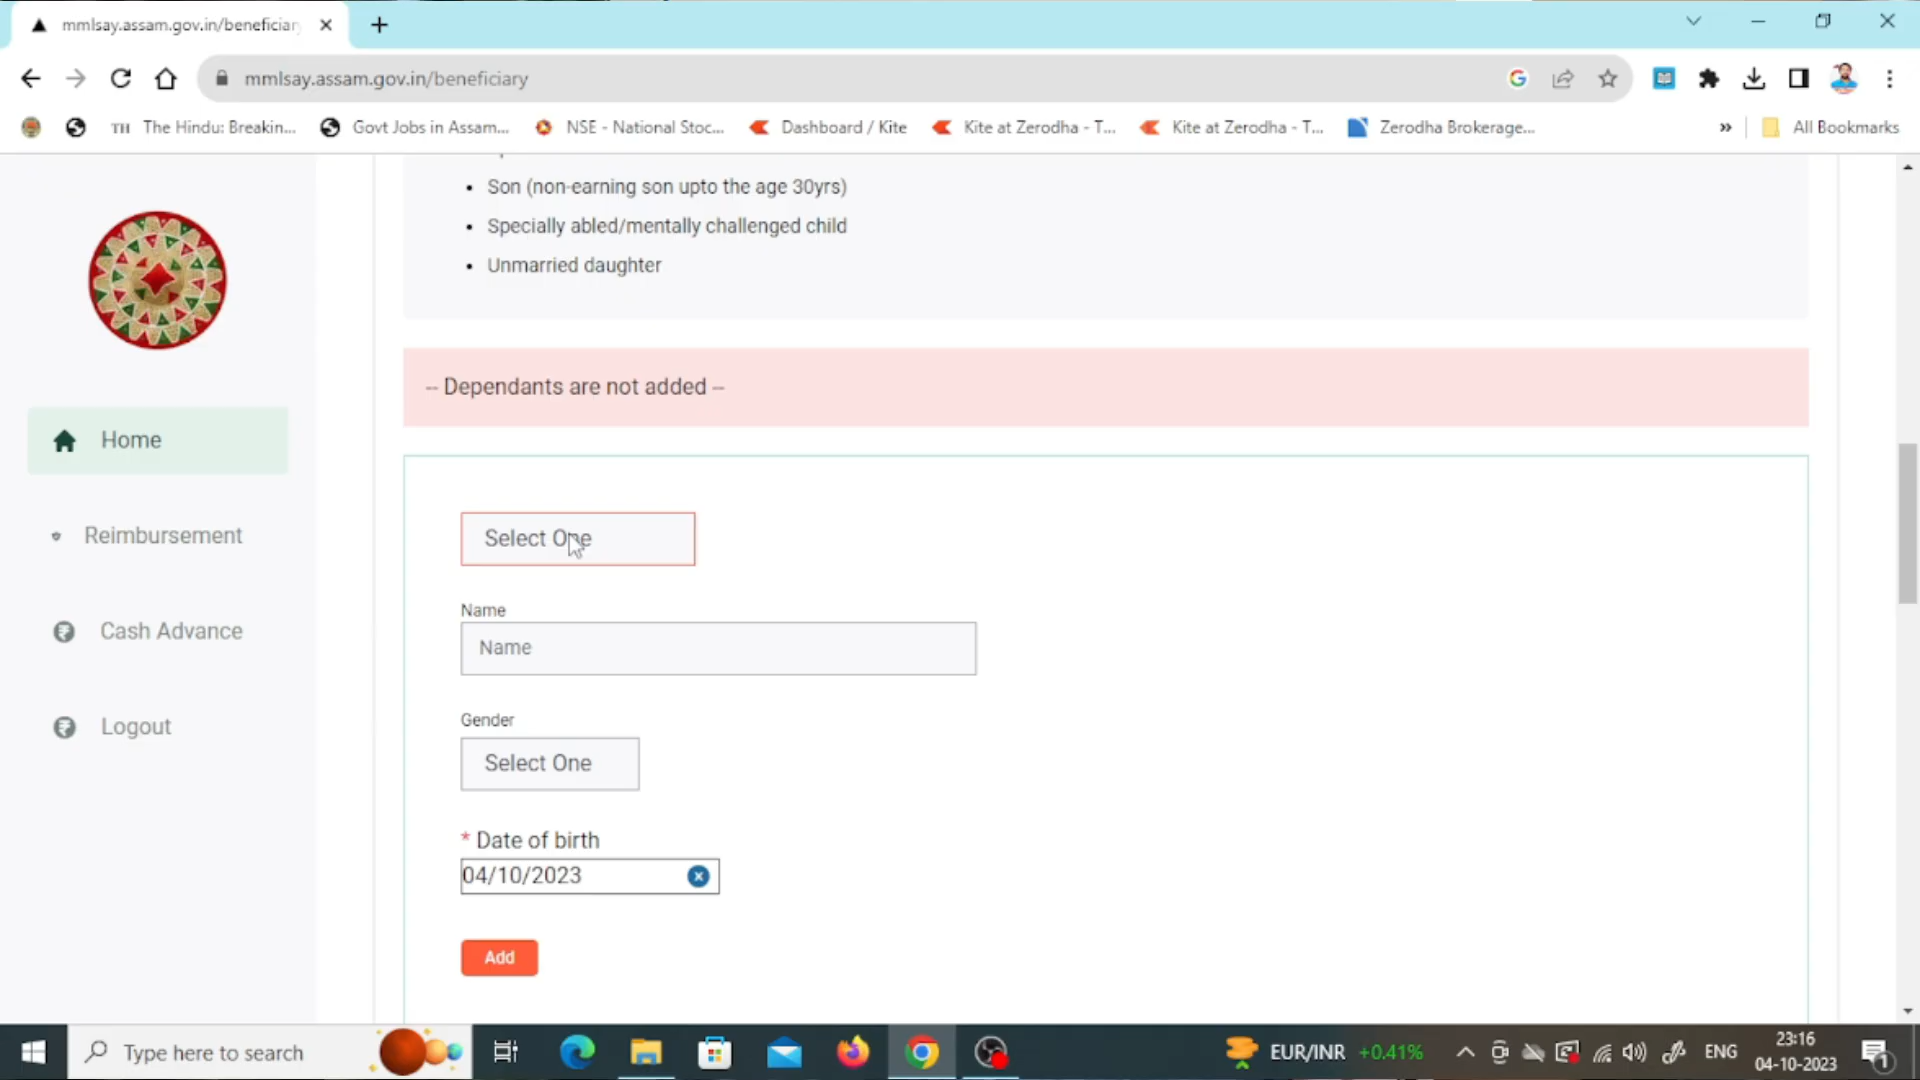 mmlsay.assam.gov.in/beneficiary
mmlsay.assam.gov.in/beneficiary
TH The Hindu: Breakin...
Govt Jobs in Assam...
NSE - National Stoc...
Dashboard / Kite
Kite at Zerodha - T...
Kite at Zerodha - T...
Zerodha Brokerage...
»
All Bookmarks
• Son (non-earning son upto the age 30yrs)
• Specially abled/mentally challenged child
• Unmarried daughter
-- Dependants are not added --
Home
Reimbursement
Cash Advance
Logout
Select One
Name
Name
Gender
Select One
* Date of birth
04/10/2023
Add
Type here to search
EUR/INR +0.41%
ENG
23:16
04-10-2023
1